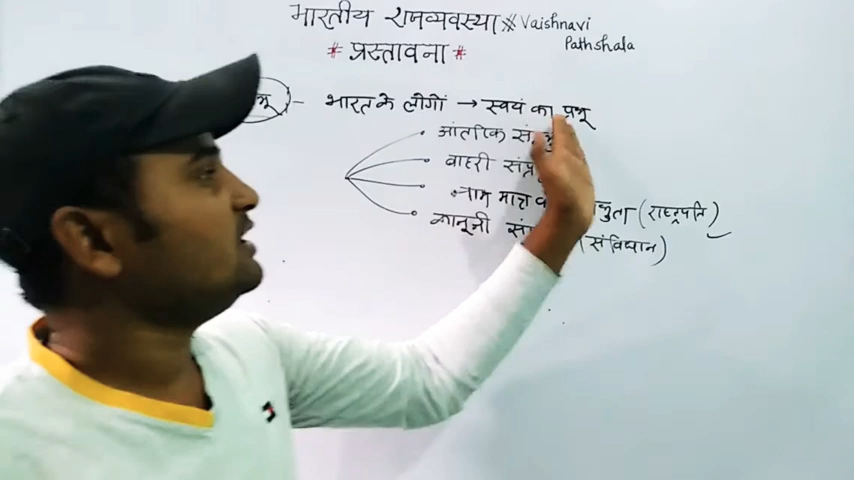 भारतीय राजव्यवस्था ※ Vaishnavi Pathshala
# प्रस्तावना #
– भारत के लोगों → स्वयं का प्रभू
आंतरिक
बाहरी
नाम मात्र (राष्ट्रपति)
कानूनी (संविधान)